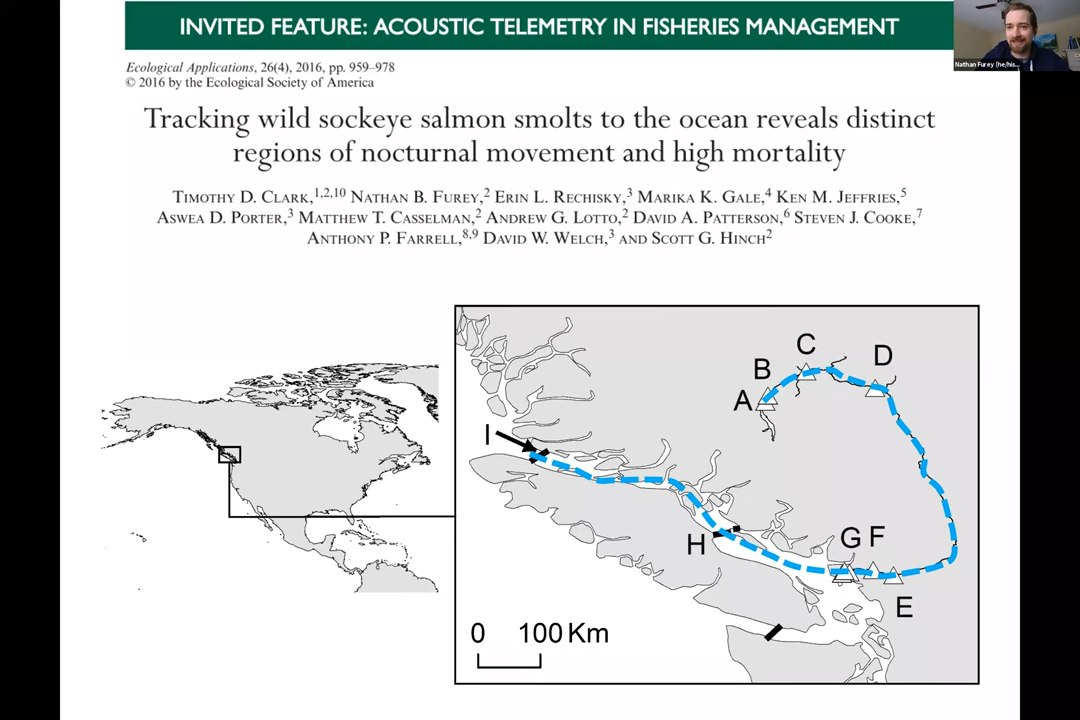 INVITED FEATURE: ACOUSTIC TELEMETRY IN FISHERIES MANAGEMENT
Nathan Furey (he/his...
Ecological Applications, 26(4), 2016, pp. 959–978
© 2016 by the Ecological Society of America
Tracking wild sockeye salmon smolts to the ocean reveals distinct
regions of nocturnal movement and high mortality
Timothy D. Clark,1,2,10 Nathan B. Furey,2 Erin L. Rechisky,3 Marika K. Gale,4 Ken M. Jeffries,5
Aswea D. Porter,3 Matthew T. Casselman,2 Andrew G. Lotto,2 David A. Patterson,6 Steven J. Cooke,7
Anthony P. Farrell,8,9 David W. Welch,3 and Scott G. Hinch2
C
D
B
A
I
G F
H
E
0 100 Km